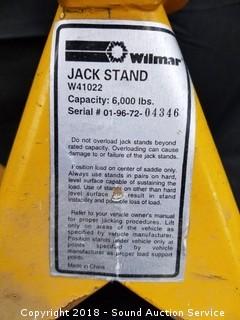 Wilmar
JACK STAND
W41022
Capacity: 6,000 lbs.
Serial # 01-96-72-04346
Do not overload jack stands beyond
rated capacity. Overloading can cause
damage to or failure of the jack stands.
Position load on center of saddle only.
Always use stands in pairs on hard,
level surface capable of sustaining the
load. Use of stands on other than hard
level surface may result in stand
instability and possible loss of load.
Refer to your vehicle owner's manual
for proper jacking procedures. Lift
only on areas of the vehicle as
specified by vehicle manufacturer.
Position stands under vehicle only at
points specified by vehicle
manufacturer as proper load support
points.
Made in China
Copyright 2018 - Sound Auction Service